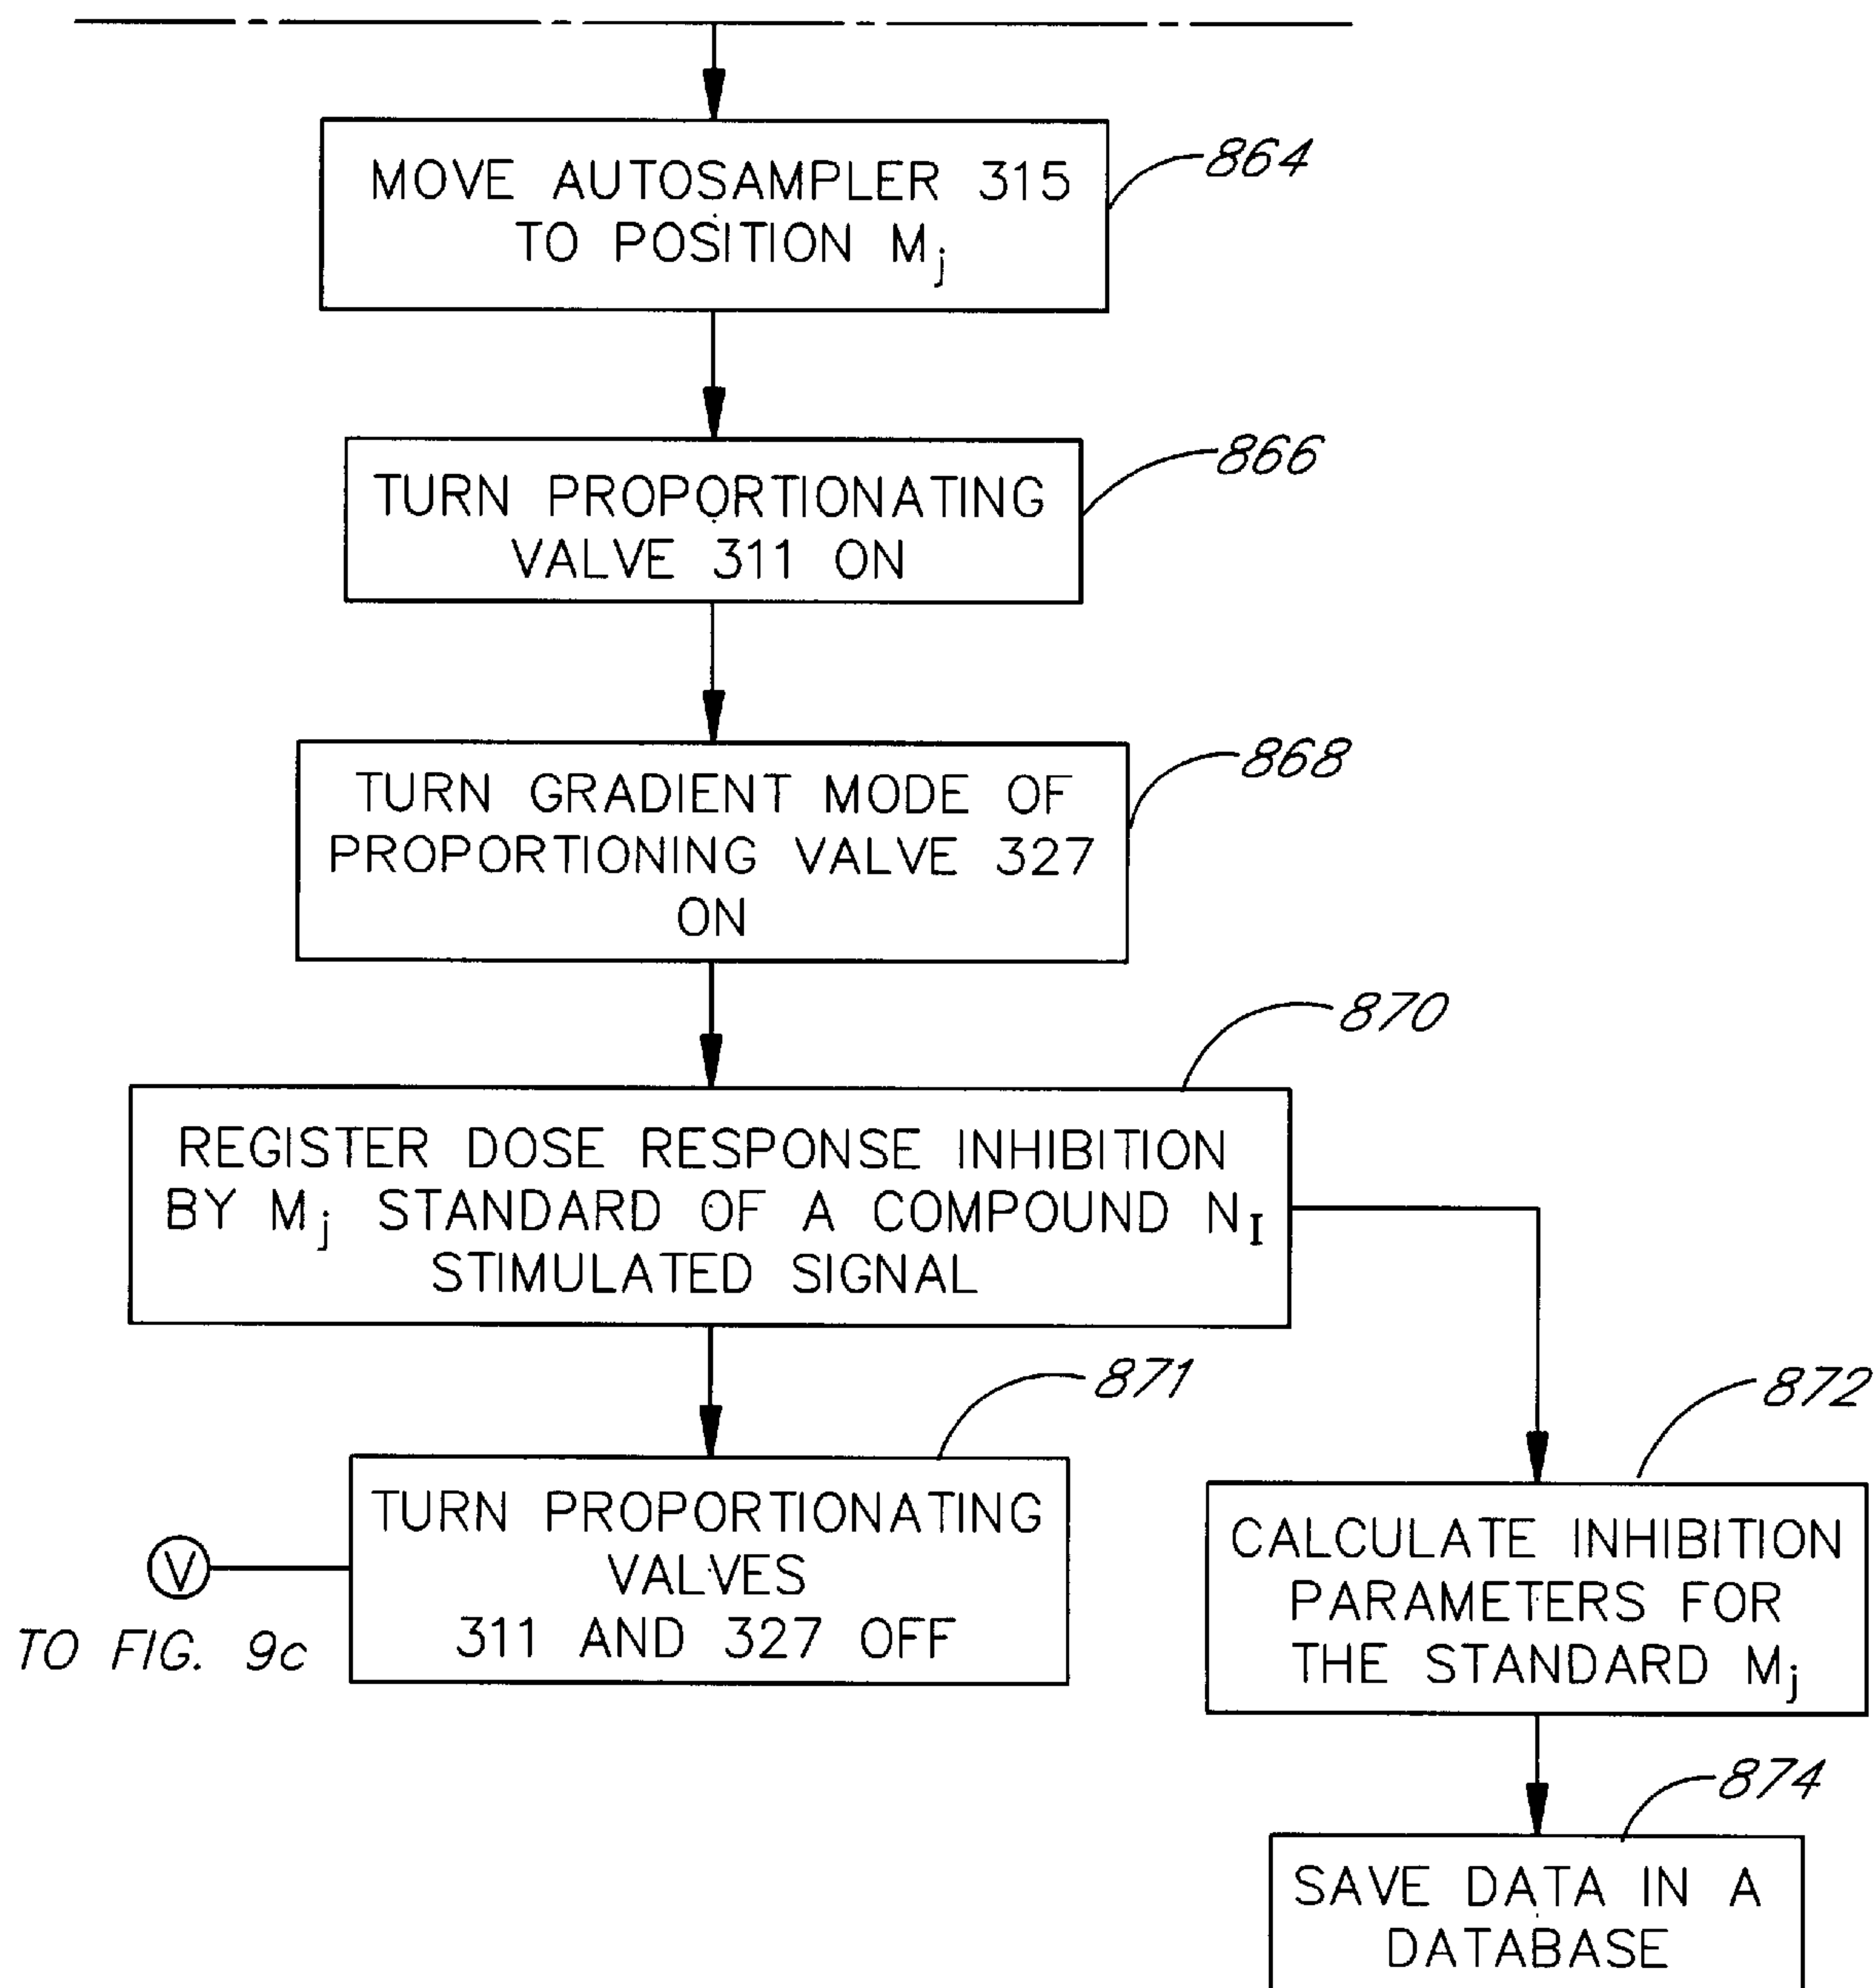 MOVE AUTOSAMPLER 315
TO POSITION Mj
864
TURN PROPORTIONATING
VALVE 311 ON
866
TURN GRADIENT MODE OF
PROPORTIONING VALVE 327
ON
868
REGISTER DOSE RESPONSE INHIBITION
BY Mj STANDARD OF A COMPOUND NI
STIMULATED SIGNAL
870
TURN PROPORTIONATING
VALVES
311 AND 327 OFF
871
V
TO FIG. 9c
CALCULATE INHIBITION
PARAMETERS FOR
THE STANDARD Mj
872
SAVE DATA IN A
DATABASE
874